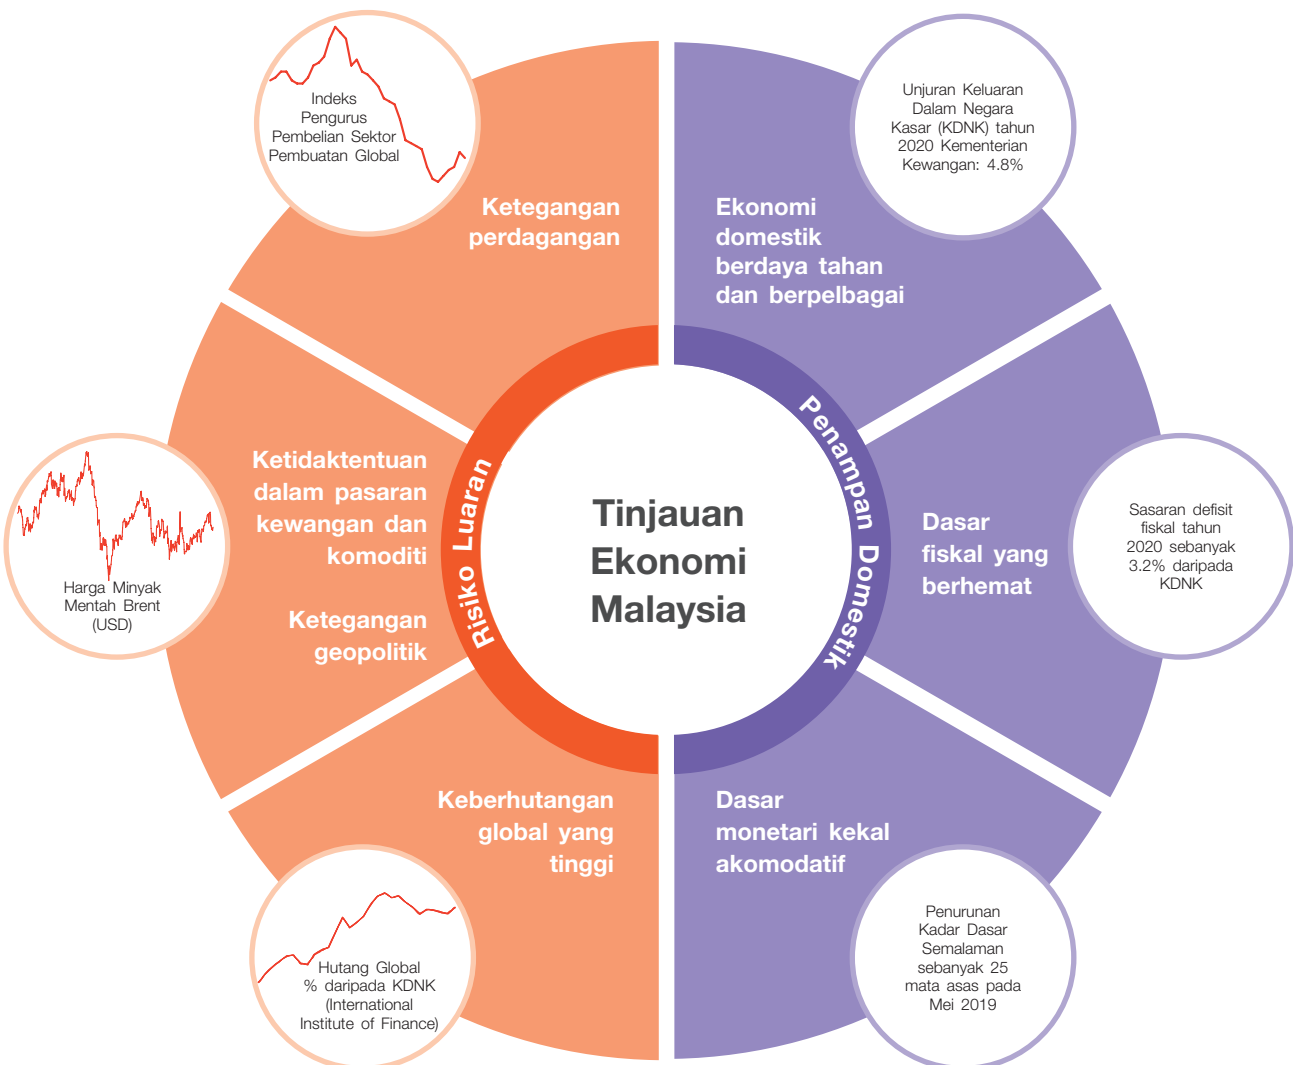 Indeks
Pengurus
Pembelian Sektor
Pembuatan Global
Ketegangan
perdagangan
Ketidaktentuan
dalam pasaran
kewangan dan
komoditi
Ketegangan
geopolitik
Harga Minyak
Mentah Brent
(USD)
Keberhutangan
global yang
tinggi
Hutang Global
% daripada KDNK
(International
Institute of Finance)
Risiko Luaran
Tinjauan
Ekonomi
Malaysia
Penampan Domestik
Unjuran Keluaran
Dalam Negara
Kasar (KDNK) tahun
2020 Kementerian
Kewangan: 4.8%
Ekonomi
domestik
berdaya tahan
dan berpelbagai
Dasar
fiskal yang
berhemat
Sasaran defisit
fiskal tahun
2020 sebanyak
3.2% daripada
KDNK
Dasar
monetari kekal
akomodatif
Penurunan
Kadar Dasar
Semalaman
sebanyak 25
mata asas pada
Mei 2019